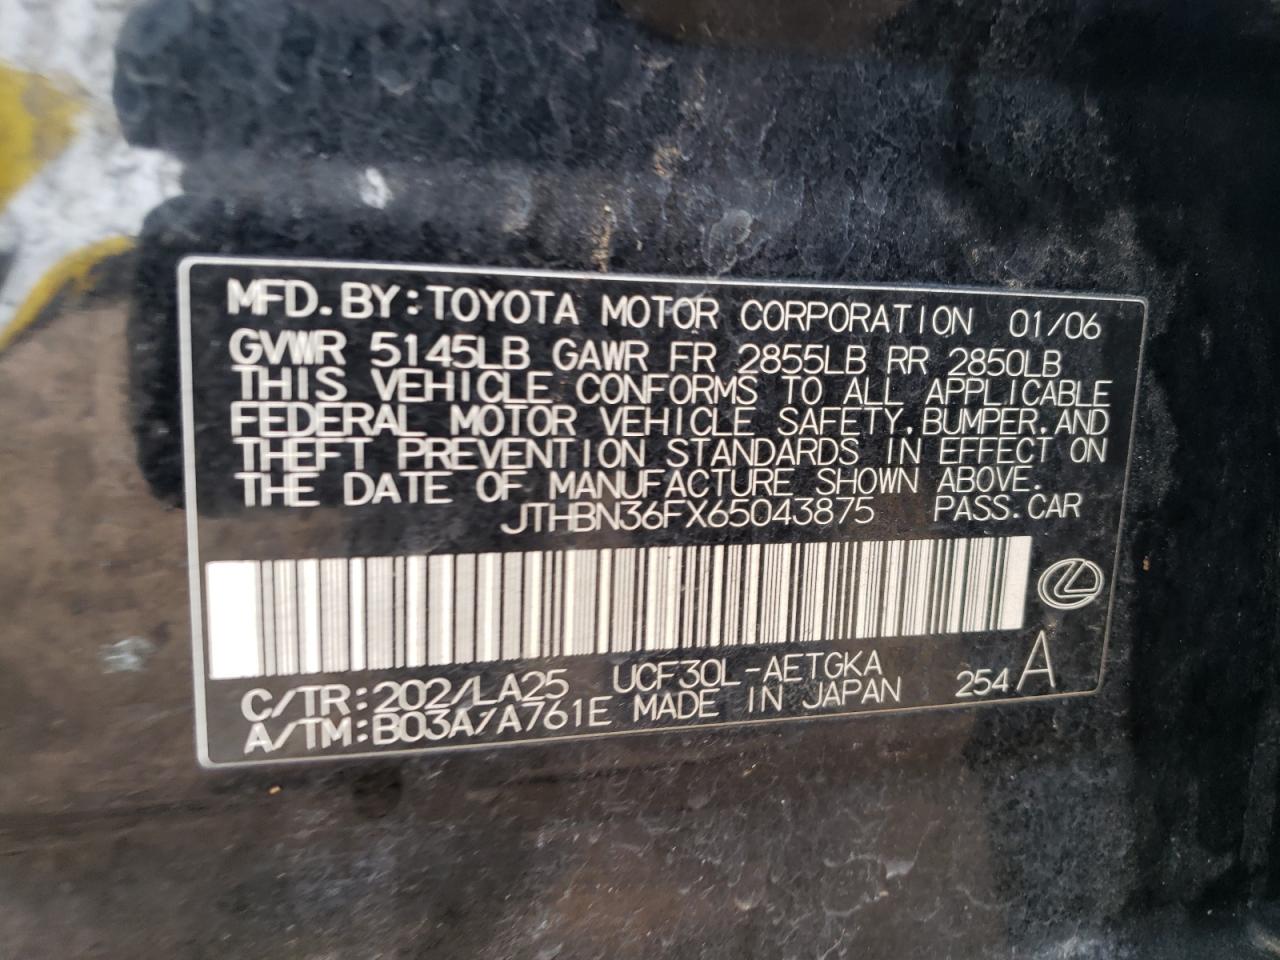 MFD. BY: TOYOTA MOTOR CORPORATION 01/06
GVWR 5145LB GAWR FR 2855LB RR 2850LB
THIS VEHICLE CONFORMS TO ALL APPLICABLE
FEDERAL MOTOR VEHICLE SAFETY, BUMPER, AND
THEFT PREVENTION STANDARDS IN EFFECT ON
THE DATE OF MANUFACTURE SHOWN ABOVE.
JTHBN36FX65043875 PASS. CAR
C/TR: 202/LA25 UCF30L-AETGKA 254 A
A/TM: B03A/A761E MADE IN JAPAN